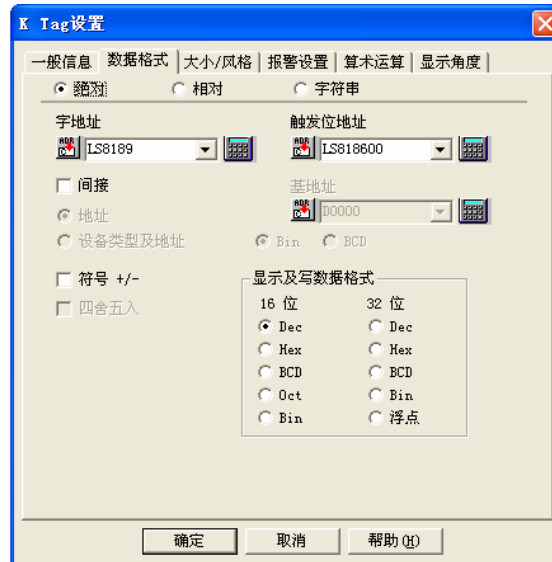 K Tag设置
一般信息 数据格式 大小/风格 报警设置 算术运算 显示角度
绝对 相对 字符串
字地址 触发位地址
ADR LS8189 ADR LS818600
间接 基地址
ADR D0000
地址
设备类型及地址 Bin BCD
符号 +/- 显示及写数据格式
四舍五入 16 位 32 位
Dec Dec
Hex Hex
BCD BCD
Oct Bin
Bin 浮点
确定 取消 帮助(H)